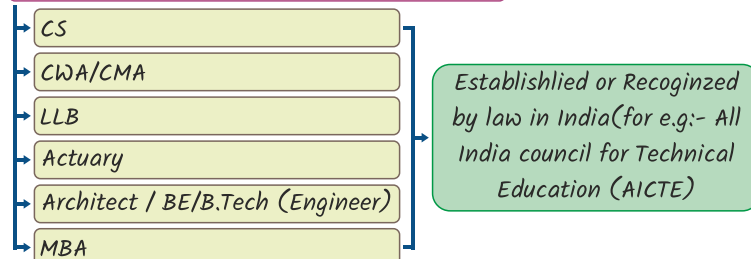 CS
CWA/CMA
LLB
Actuary
Architect / BE/B.Tech (Engineer)
MBA
Establishlied or Recoginzed
by law in India(for e.g:- All
India council for Technical
Education (AICTE)